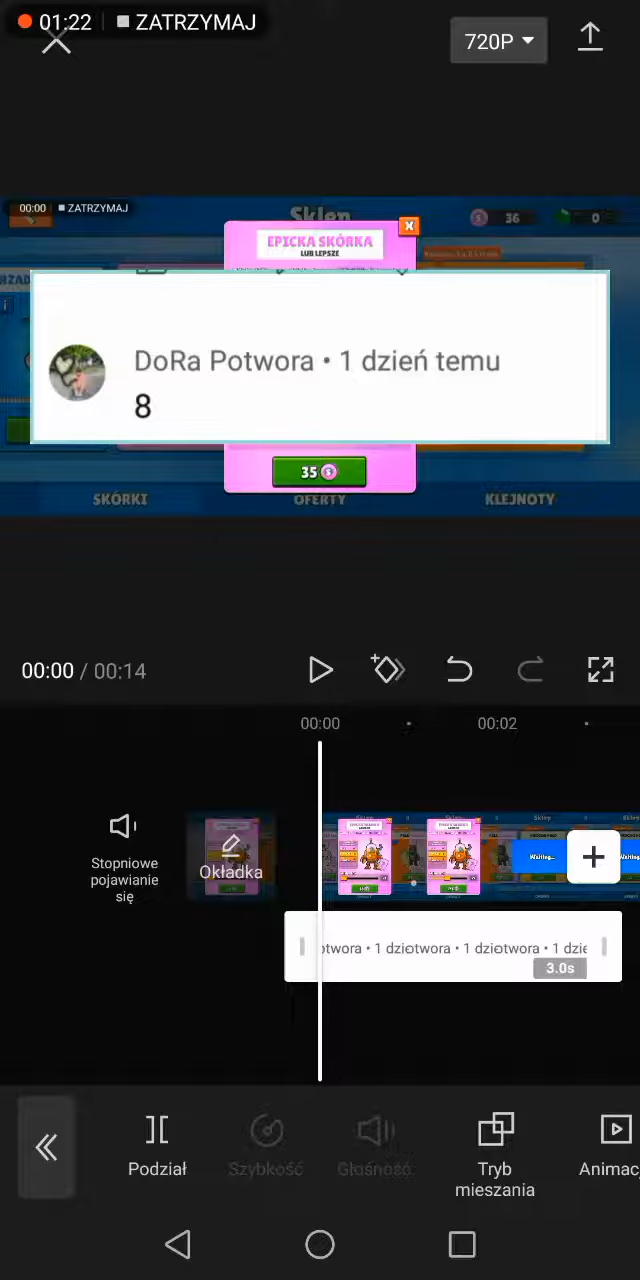 01:22 ZATRZYMAJ
720P
00:00 ZATRZYMAJ
Sklep
36
0
EPICKA SKÓRKA
LUB LEPSZE
DoRa Potwora • 1 dzień temu
8
35
SKÓRKI
OFERTY
KLEJNOTY
00:00 / 00:14
00:00
00:02
Stopniowe
pojawianie
się
Okładka
Waiting...
otwora • 1 dziotwora • 1 dziotwora • 1 dzie
3.0s
Podział
Szybkość
Głośność
Tryb
mieszania
Animac